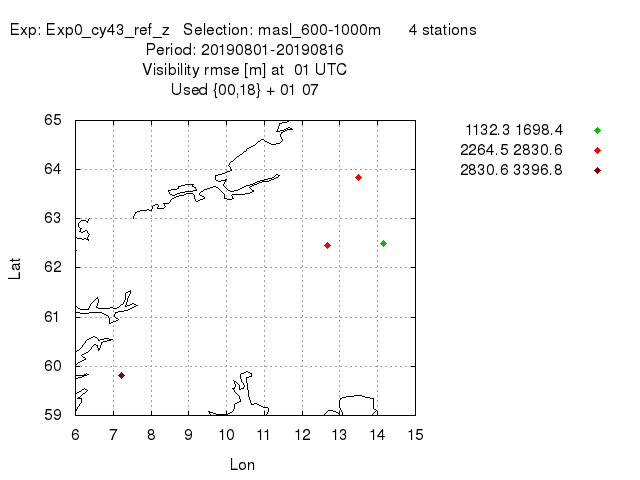 Exp: Exp0_cy43_ref_z   Selection: masl_600-1000m      4 stations
Period: 20190801-20190816
Visibility rmse [m] at  01 UTC
Used {00,18} + 01 07
1132.3 1698.4
2264.5 2830.6
2830.6 3396.8
65
64
63
62
61
60
59
Lat
6 7 8 9 10 11 12 13 14 15
Lon